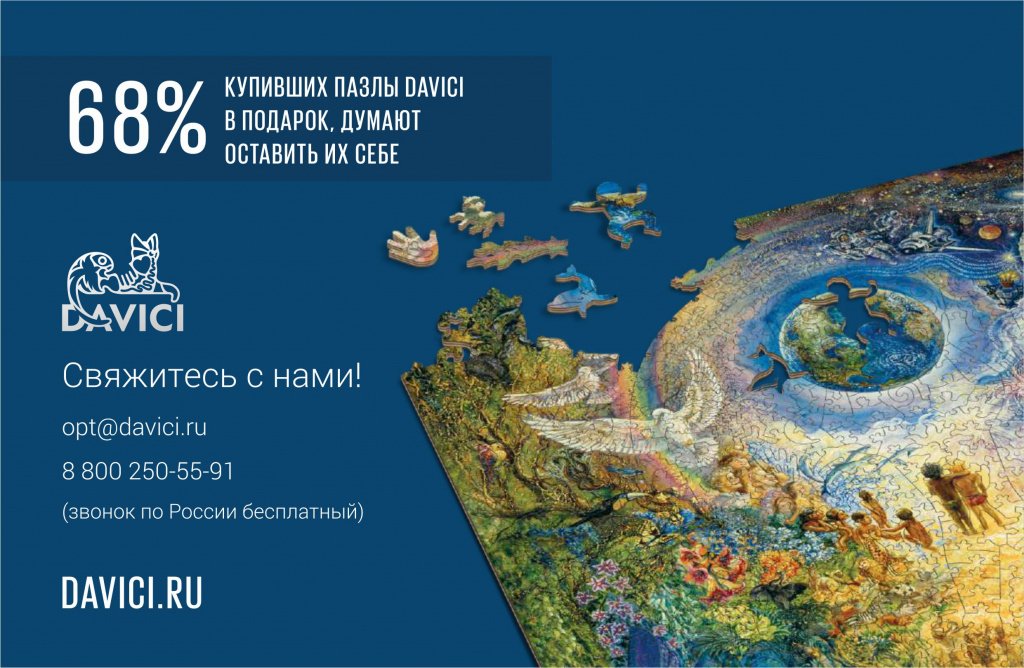 68%
КУПИВШИХ ПАЗЛЫ DAVICI
В ПОДАРОК, ДУМАЮТ
ОСТАВИТЬ ИХ СЕБЕ
DAVICI
Свяжитесь с нами!
opt@davici.ru
8 800 250-55-91
(звонок по России бесплатный)
DAVICI.RU